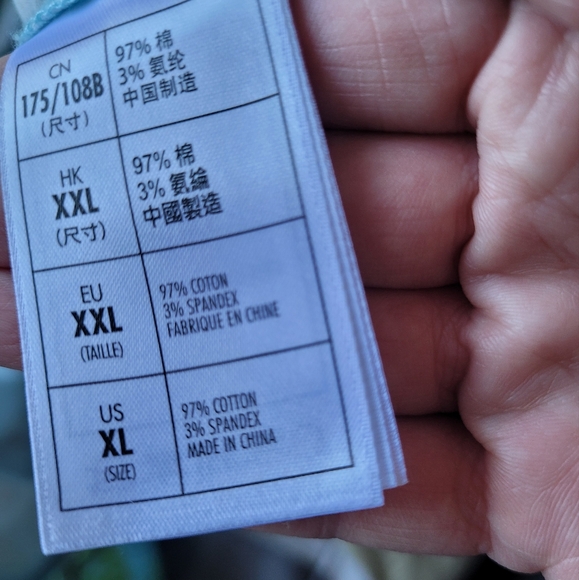 CN
175/108B
(尺寸)
97% 棉
3% 氨纶
中国制造
HK
XXL
(尺寸)
97% 棉
3% 氨綸
中國製造
EU
XXL
(TAILLE)
97% COTON
3% SPANDEX
FABRIQUE EN CHINE
US
XL
(SIZE)
97% COTTON
3% SPANDEX
MADE IN CHINA